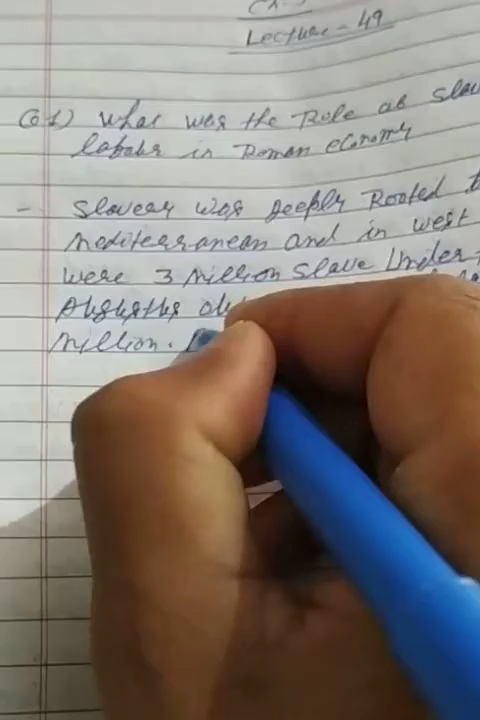 Lecture - 49
Q1) What was the Role of slav
labour in Roman economy
- Slavery was deeply Rooted
Mediterranean and in west
were 3 Million slave Under
Million.